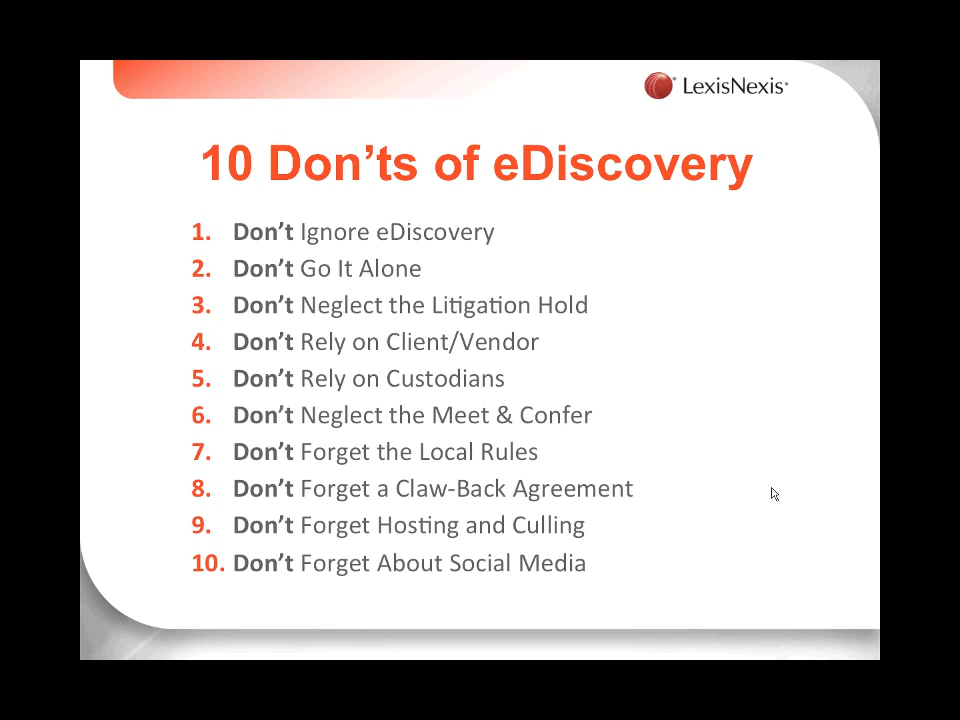 LexisNexis®
10 Don’ts of eDiscovery
1. Don’t Ignore eDiscovery
2. Don’t Go It Alone
3. Don’t Neglect the Litigation Hold
4. Don’t Rely on Client/Vendor
5. Don’t Rely on Custodians
6. Don’t Neglect the Meet & Confer
7. Don’t Forget the Local Rules
8. Don’t Forget a Claw-Back Agreement
9. Don’t Forget Hosting and Culling
10. Don’t Forget About Social Media